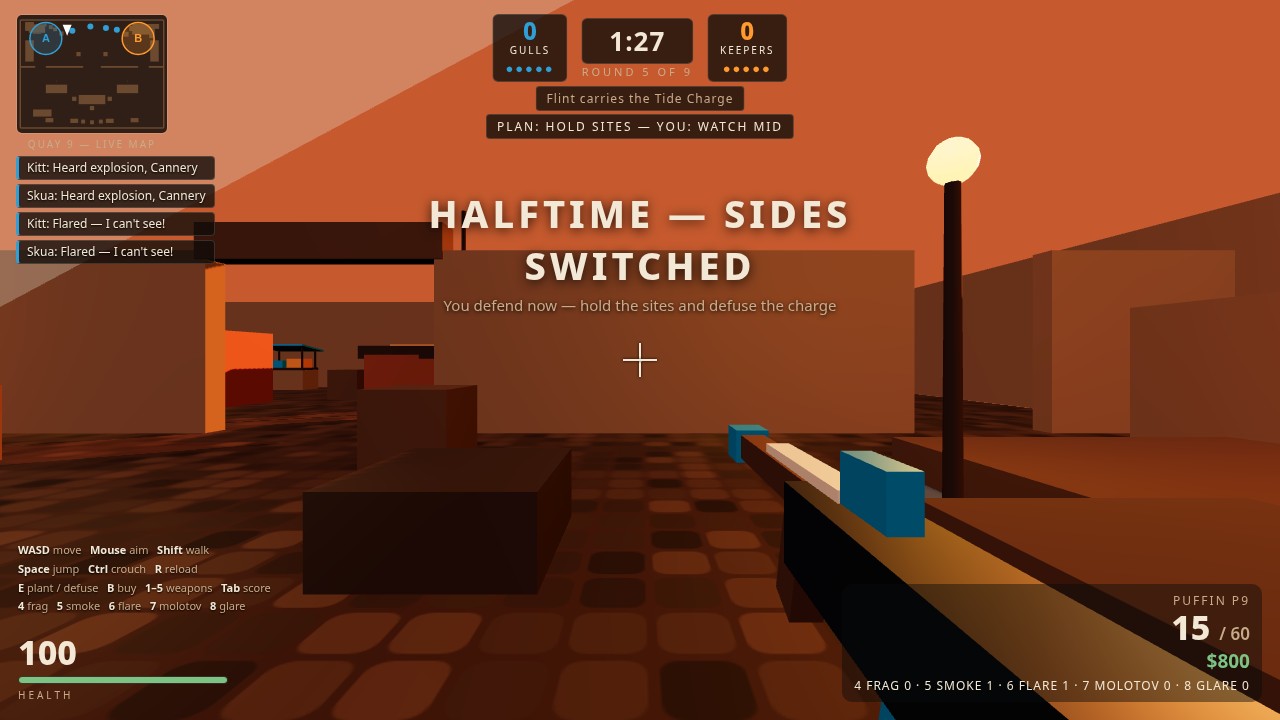 A
B
QUAY 9 — LIVE MAP
Kitt: Heard explosion, Cannery
Skua: Heard explosion, Cannery
Kitt: Flared — I can't see!
Skua: Flared — I can't see!
0
GULLS
1:27
ROUND 5 OF 9
0
KEEPERS
Flint carries the Tide Charge
PLAN: HOLD SITES — YOU: WATCH MID
HALFTIME — SIDES
SWITCHED
You defend now — hold the sites and defuse the charge
WASD move Mouse aim Shift walk
Space jump Ctrl crouch R reload
E plant / defuse B buy 1–5 weapons Tab score
4 frag 5 smoke 6 flare 7 molotov 8 glare
100
HEALTH
PUFFIN P9
15 / 60
$800
4 FRAG 0 · 5 SMOKE 1 · 6 FLARE 1 · 7 MOLOTOV 0 · 8 GLARE 0